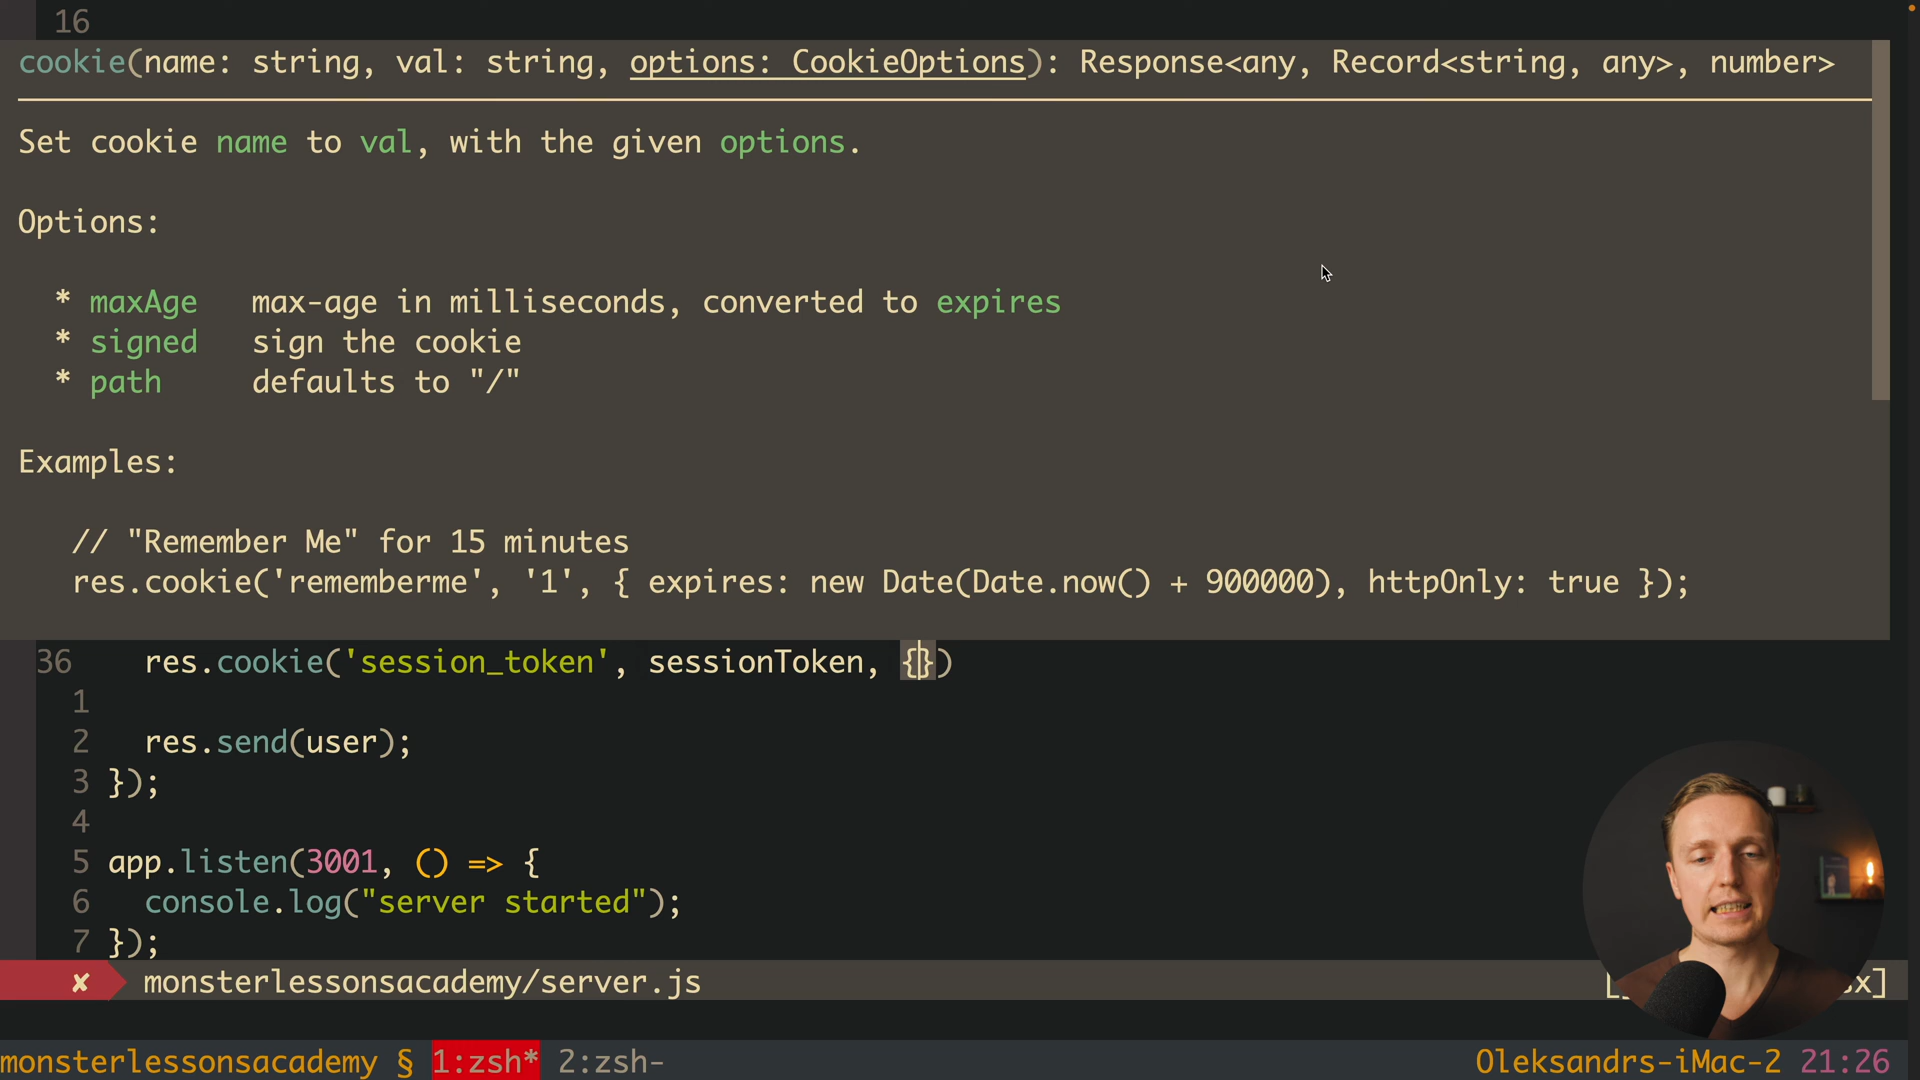 16
cookie(name: string, val: string, options: CookieOptions): Response<any, Record<string, any>, number>
Set cookie name to val, with the given options.
Options:
* maxAge   max-age in milliseconds, converted to expires
* signed   sign the cookie
* path     defaults to "/"
Examples:
// "Remember Me" for 15 minutes
res.cookie('rememberme', '1', { expires: new Date(Date.now() + 900000), httpOnly: true });
36   res.cookie('session_token', sessionToken, {})
1
2   res.send(user);
3 });
4
5 app.listen(3001, () => {
6   console.log("server started");
7 });
✘ monsterlessonsacademy/server.js
monsterlessonsacademy § 1:zsh* 2:zsh- Oleksandrs-iMac-2 21:26